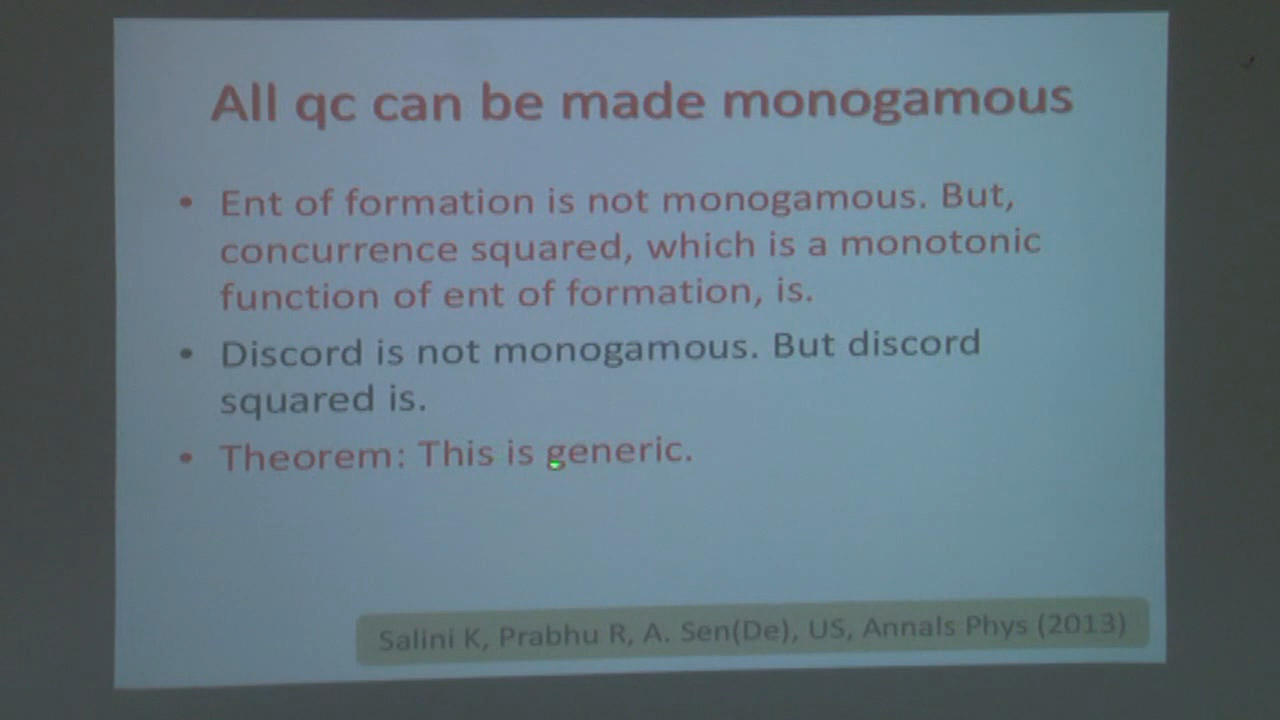 All qc can be made monogamous
• Ent of formation is not monogamous. But,
concurrence squared, which is a monotonic
function of ent of formation, is.
• Discord is not monogamous. But discord
squared is.
• Theorem: This is generic.
Salini K, Prabhu R, A. Sen(De), US, Annals Phys (2013)